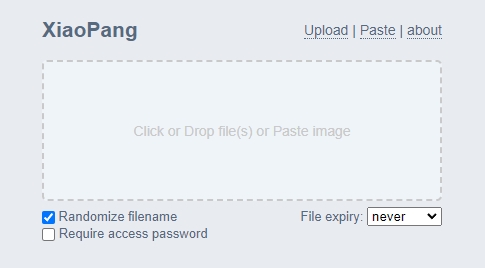 XiaoPang
Upload | Paste | about
Click or Drop file(s) or Paste image
Randomize filename
File expiry: never
Require access password